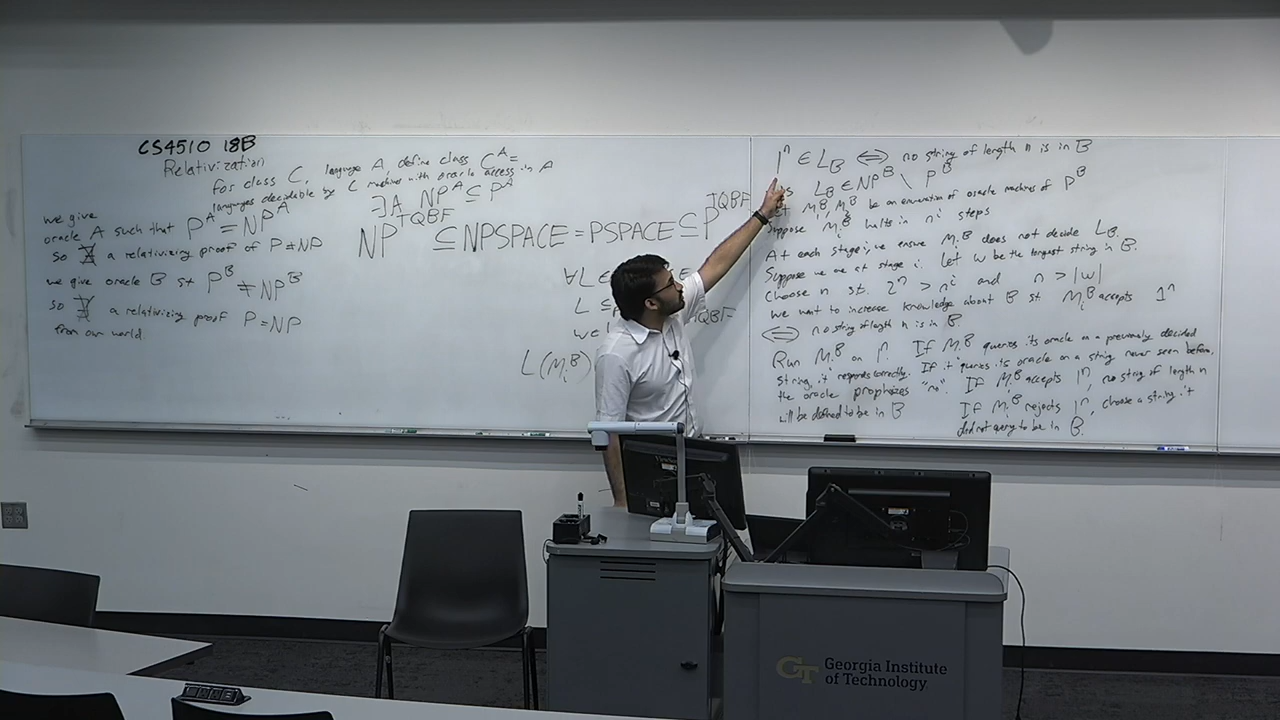 CS4510 18B
Relativization
for class C, language A, define class C^A =
languages decidable by C machines with oracle access in A
∃A NP^A ⊆ P^A
we give
oracle A such that P^A = NP^A
so ∄ a relativizing proof of P≠NP
we give oracle B st P^B ≠ NP^B
so ∄ a relativizing proof P=NP
from our world.
NP^TQBF ⊆ NPSPACE = PSPACE ⊆ P^TQBF
∀L ∈
L ≤
we
QBF
L(M_i^B)
1^n ∈ L_B ⟺ no string of length n is in B
L_B ∈ NP^B \ P^B
M_1^B, M_2^B be an enumeration of oracle machines of P^B
Suppose M_i^B halts in n^i steps
At each stage i, we ensure M_i^B does not decide L_B.
Suppose we are at stage i. Let w be the longest string in B.
Choose n st. 2^n > n^i and n > |w|
We want to increase knowledge about B st M_i^B accepts 1^n
⟺ no string of length n is in B.
Run M_i^B on 1^n. If M_i^B queries its oracle on a previously decided
string, it responds correctly. If it queries its oracle on a string never seen before,
the oracle prophesizes "no". If M_i^B accepts 1^n, no string of length n
will be defined to be in B
If M_i^B rejects 1^n, choose a string it
did not query to be in B.
GT Georgia Institute
of Technology